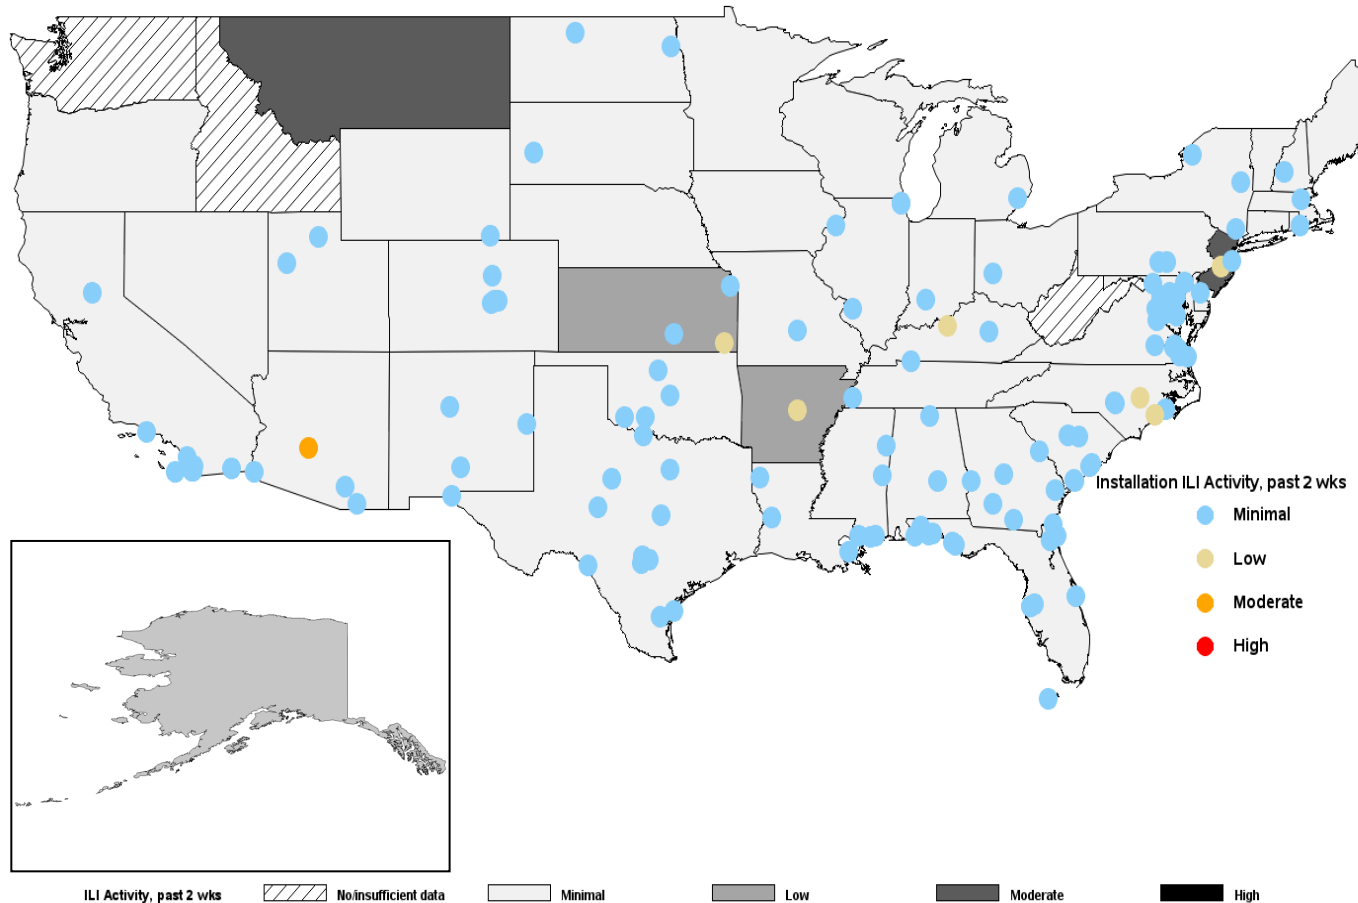 Installation ILI Activity, past 2 wks
Minimal
Low
Moderate
High
ILI Activity, past 2 wks No/insufficient data Minimal Low Moderate High